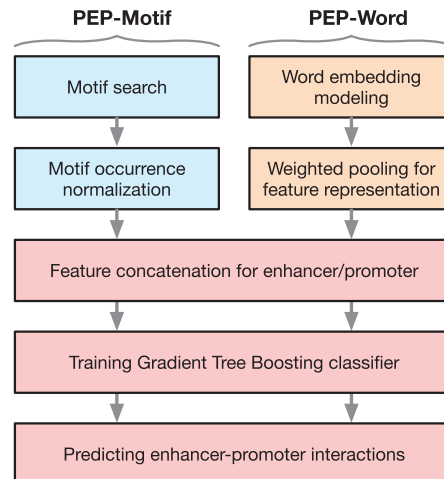 PEP-Motif
PEP-Word
Motif search
Word embedding
modeling
Motif occurrence
normalization
Weighted pooling for
feature representation
Feature concatenation for enhancer/promoter
Training Gradient Tree Boosting classifier
Predicting enhancer-promoter interactions